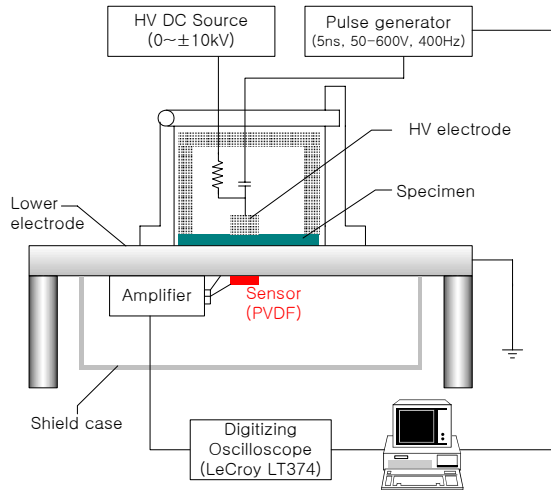 HV DC Source
(0~±10kV)
Pulse generator
(5ns, 50-600V, 400Hz)
HV electrode
Specimen
Lower
electrode
Amplifier
Sensor
(PVDF)
Shield case
Digitizing
Oscilloscope
(LeCroy LT374)